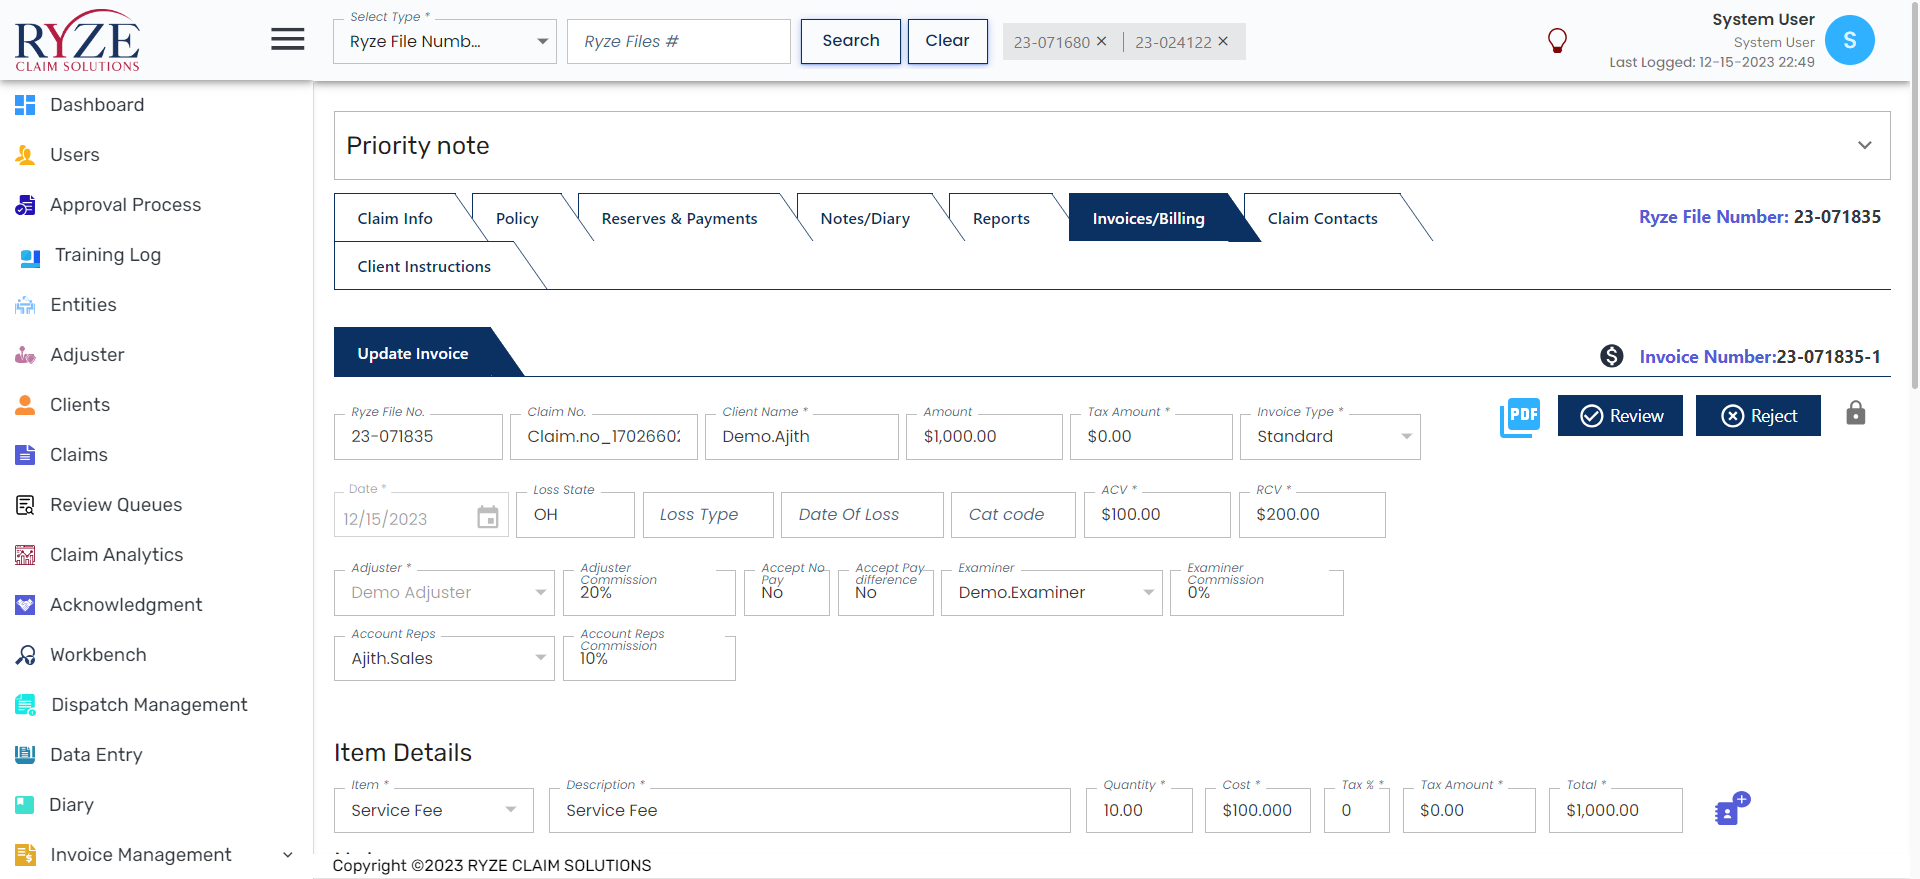 RYZE
CLAIM SOLUTIONS
Select Type *
Ryze File Numb...
Ryze Files #
Search
Clear
23-071680 ✕ | 23-024122 ✕
System User
System User
Last Logged: 12-15-2023 22:49
S
Dashboard
Users
Approval Process
Training Log
Entities
Adjuster
Clients
Claims
Review Queues
Claim Analytics
Acknowledgment
Workbench
Dispatch Management
Data Entry
Diary
Invoice Management
Priority note
Claim Info
Policy
Reserves & Payments
Notes/Diary
Reports
Invoices/Billing
Claim Contacts
Ryze File Number: 23-071835
Client Instructions
Update Invoice
Invoice Number:23-071835-1
Ryze File No.
23-071835
Claim No.
Claim.no_1702660
Client Name *
Demo.Ajith
Amount
$1,000.00
Tax Amount *
$0.00
Invoice Type *
Standard
PDF
Review
Reject
Date *
12/15/2023
Loss State
OH
Loss Type
Date Of Loss
Cat code
ACV *
$100.00
RCV *
$200.00
Adjuster *
Demo Adjuster
Adjuster
Commission
20%
Accept No
Pay
No
Accept Pay
difference
No
Examiner
Demo.Examiner
Examiner
Commission
0%
Account Reps
Ajith.Sales
Account Reps
Commission
10%
Item Details
Item *
Service Fee
Description *
Service Fee
Quantity *
10.00
Cost *
$100.000
Tax % *
0
Tax Amount *
$0.00
Total *
$1,000.00
Copyright ©2023 RYZE CLAIM SOLUTIONS